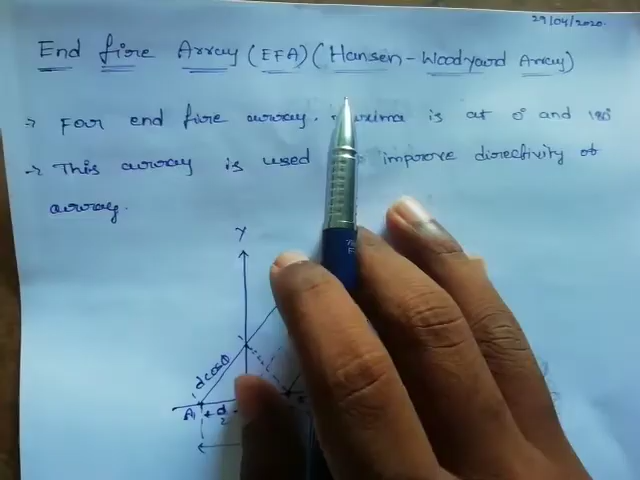 29/04/2020.
End fire Array (EFA) (Hansen - Woodyard Array)
→ For end fire array. is at 0° and 180°
→ This array is used improve directivity of
array.
Y
d cosθ
A₁ d/2